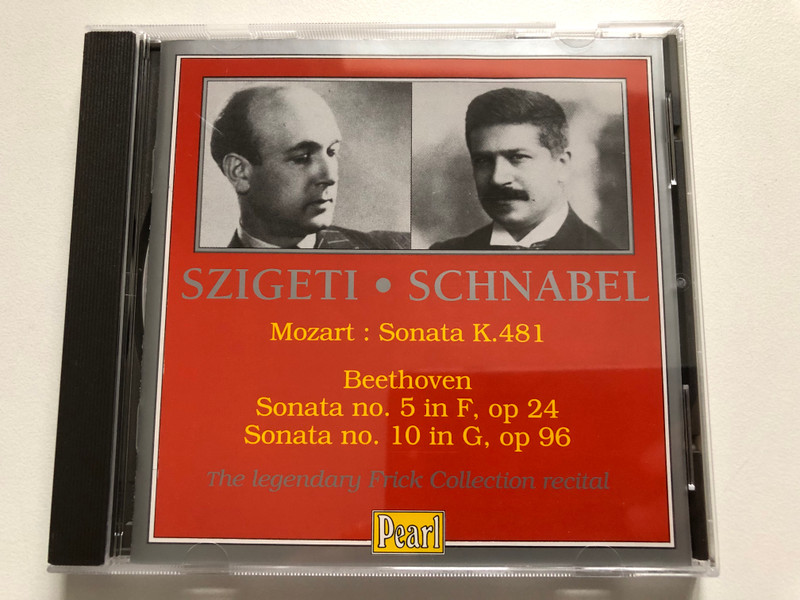 SZIGETI • SCHNABEL
Mozart : Sonata K.481
Beethoven
Sonata no. 5 in F, op 24
Sonata no. 10 in G, op 96
The legendary Frick Collection recital
Pearl